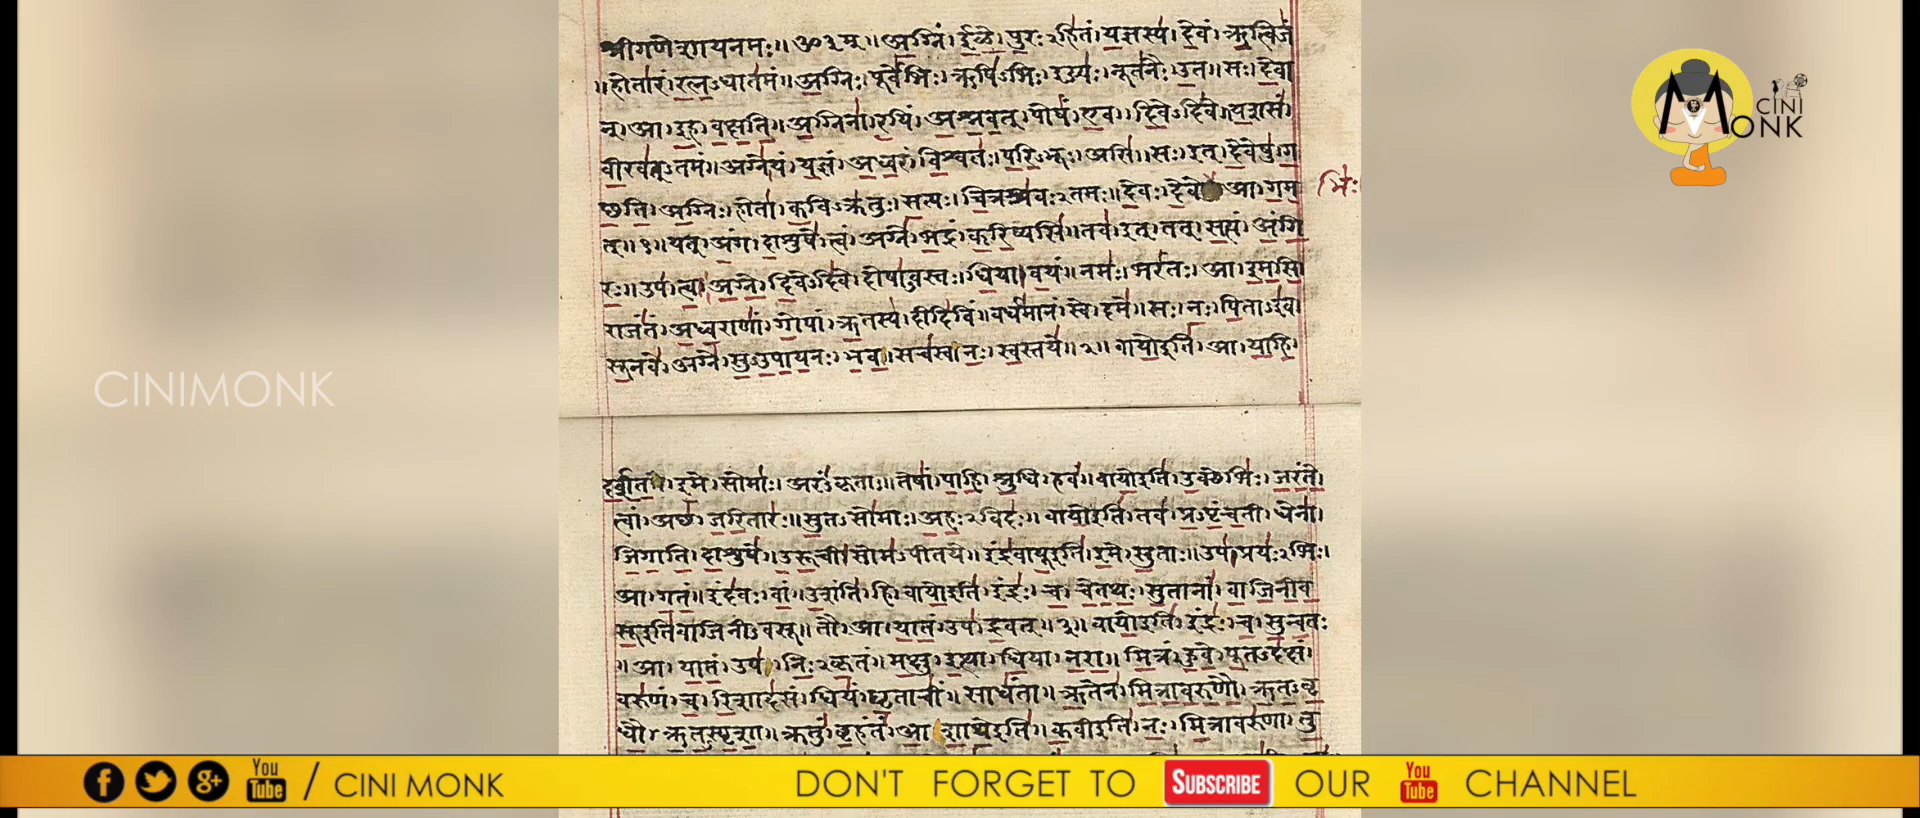 श्रीगणेशायनमः॥ ॐ३म्॥ अग्निं। ईळे। पुरःऽहितं। यज्ञस्य। देवं। ऋत्विजं
॥होतारं। रत्नऽधातमं॥ अग्निः। पूर्वेभिः। ऋषिऽभिः। ईड्यः। नूतनैः। उत॥ सः। देवा
न्। आ। इह। वक्षति॥ अग्निना। रयिं। अश्नवत्। पोषं। एव। दिवेऽदिवे। यशसं
वीरवत्ऽतमं॥ अग्ने। यं। यज्ञं। अध्वरं। विश्वतः। परिऽभूः। असि॥ सः। इत्। देवेषु। ग
छति। अग्निः। होता। कविऽक्रतुः। सत्यः। चित्रश्रवःऽतमः॥ देवः। देवे आ। गम
त्॥१॥ यत्। अंग। दाशुषे। त्वं। अग्ने। भद्रं। करिष्यसि॥ तव। इत्। तत्। सत्यं। अंगि
रः॥ उप। त्वा। अग्ने। दिवेऽदिवे। दोषाऽवस्तः। धिया। वयं॥ नमः। भरंतः। आ। इमसि
राजंतं। अध्वराणां। गोपां। ऋतस्य। दीदिविं॥ वर्धमानं। स्वे। दमे॥ सः। नः। पिताऽइव
सूनवे। अग्ने। सुऽउपायनः। भव॥ सचस्व। नः। स्वस्तये॥२॥ वायोइति। आ। याहि
भिः
CINIMONK
दर्शत। इमे। सोमाः। अरंऽकृताः॥ तेषां। पाहि। श्रुधि। हवं॥ वायोइति। उक्थेभिः। जरंते
त्वां। अछ। जरितारः॥ सुतऽसोमाः। अहःऽविदः॥ वायोइति। तव। प्रऽपृंचती। धेना।
जिगाति। दाशुषे॥ उरूची। सोमऽपीतये॥ इंद्रवायूइति। इमे। सुताः॥ उप। प्रयःऽभिः।
आ। गतं॥ इंदवः। वां। उशंति। हि। वायोइति। इंद्रः। च। चेतथः। सुतानां। वाजिनीव
सूइतिवाजिनीऽवसू॥ तौ। आ। यातं। उप। द्रवत्॥३॥ वायोइति। इंद्रः। च। सुन्वतः
॥ आ। यातं। उप। निःऽकृतं॥ मक्षु। इत्था। धिया। नरा॥ मित्रं। हुवे। पूतऽदक्षं।
वरुणं। च। रिशादसं। धियं। घृताचीं॥ साधंता॥ ऋतेन। मित्रावरुणौ। ऋतऽवृ
धौ। ऋतऽस्पृशा॥ क्रतुं। बृहंतं। आ शाथेइति॥ कवीइति। नः। मित्रावरुणा। तु
CINI
MONK
f g+ You Tube / CINI MONK DON'T FORGET TO SUBSCRIBE OUR You Tube CHANNEL